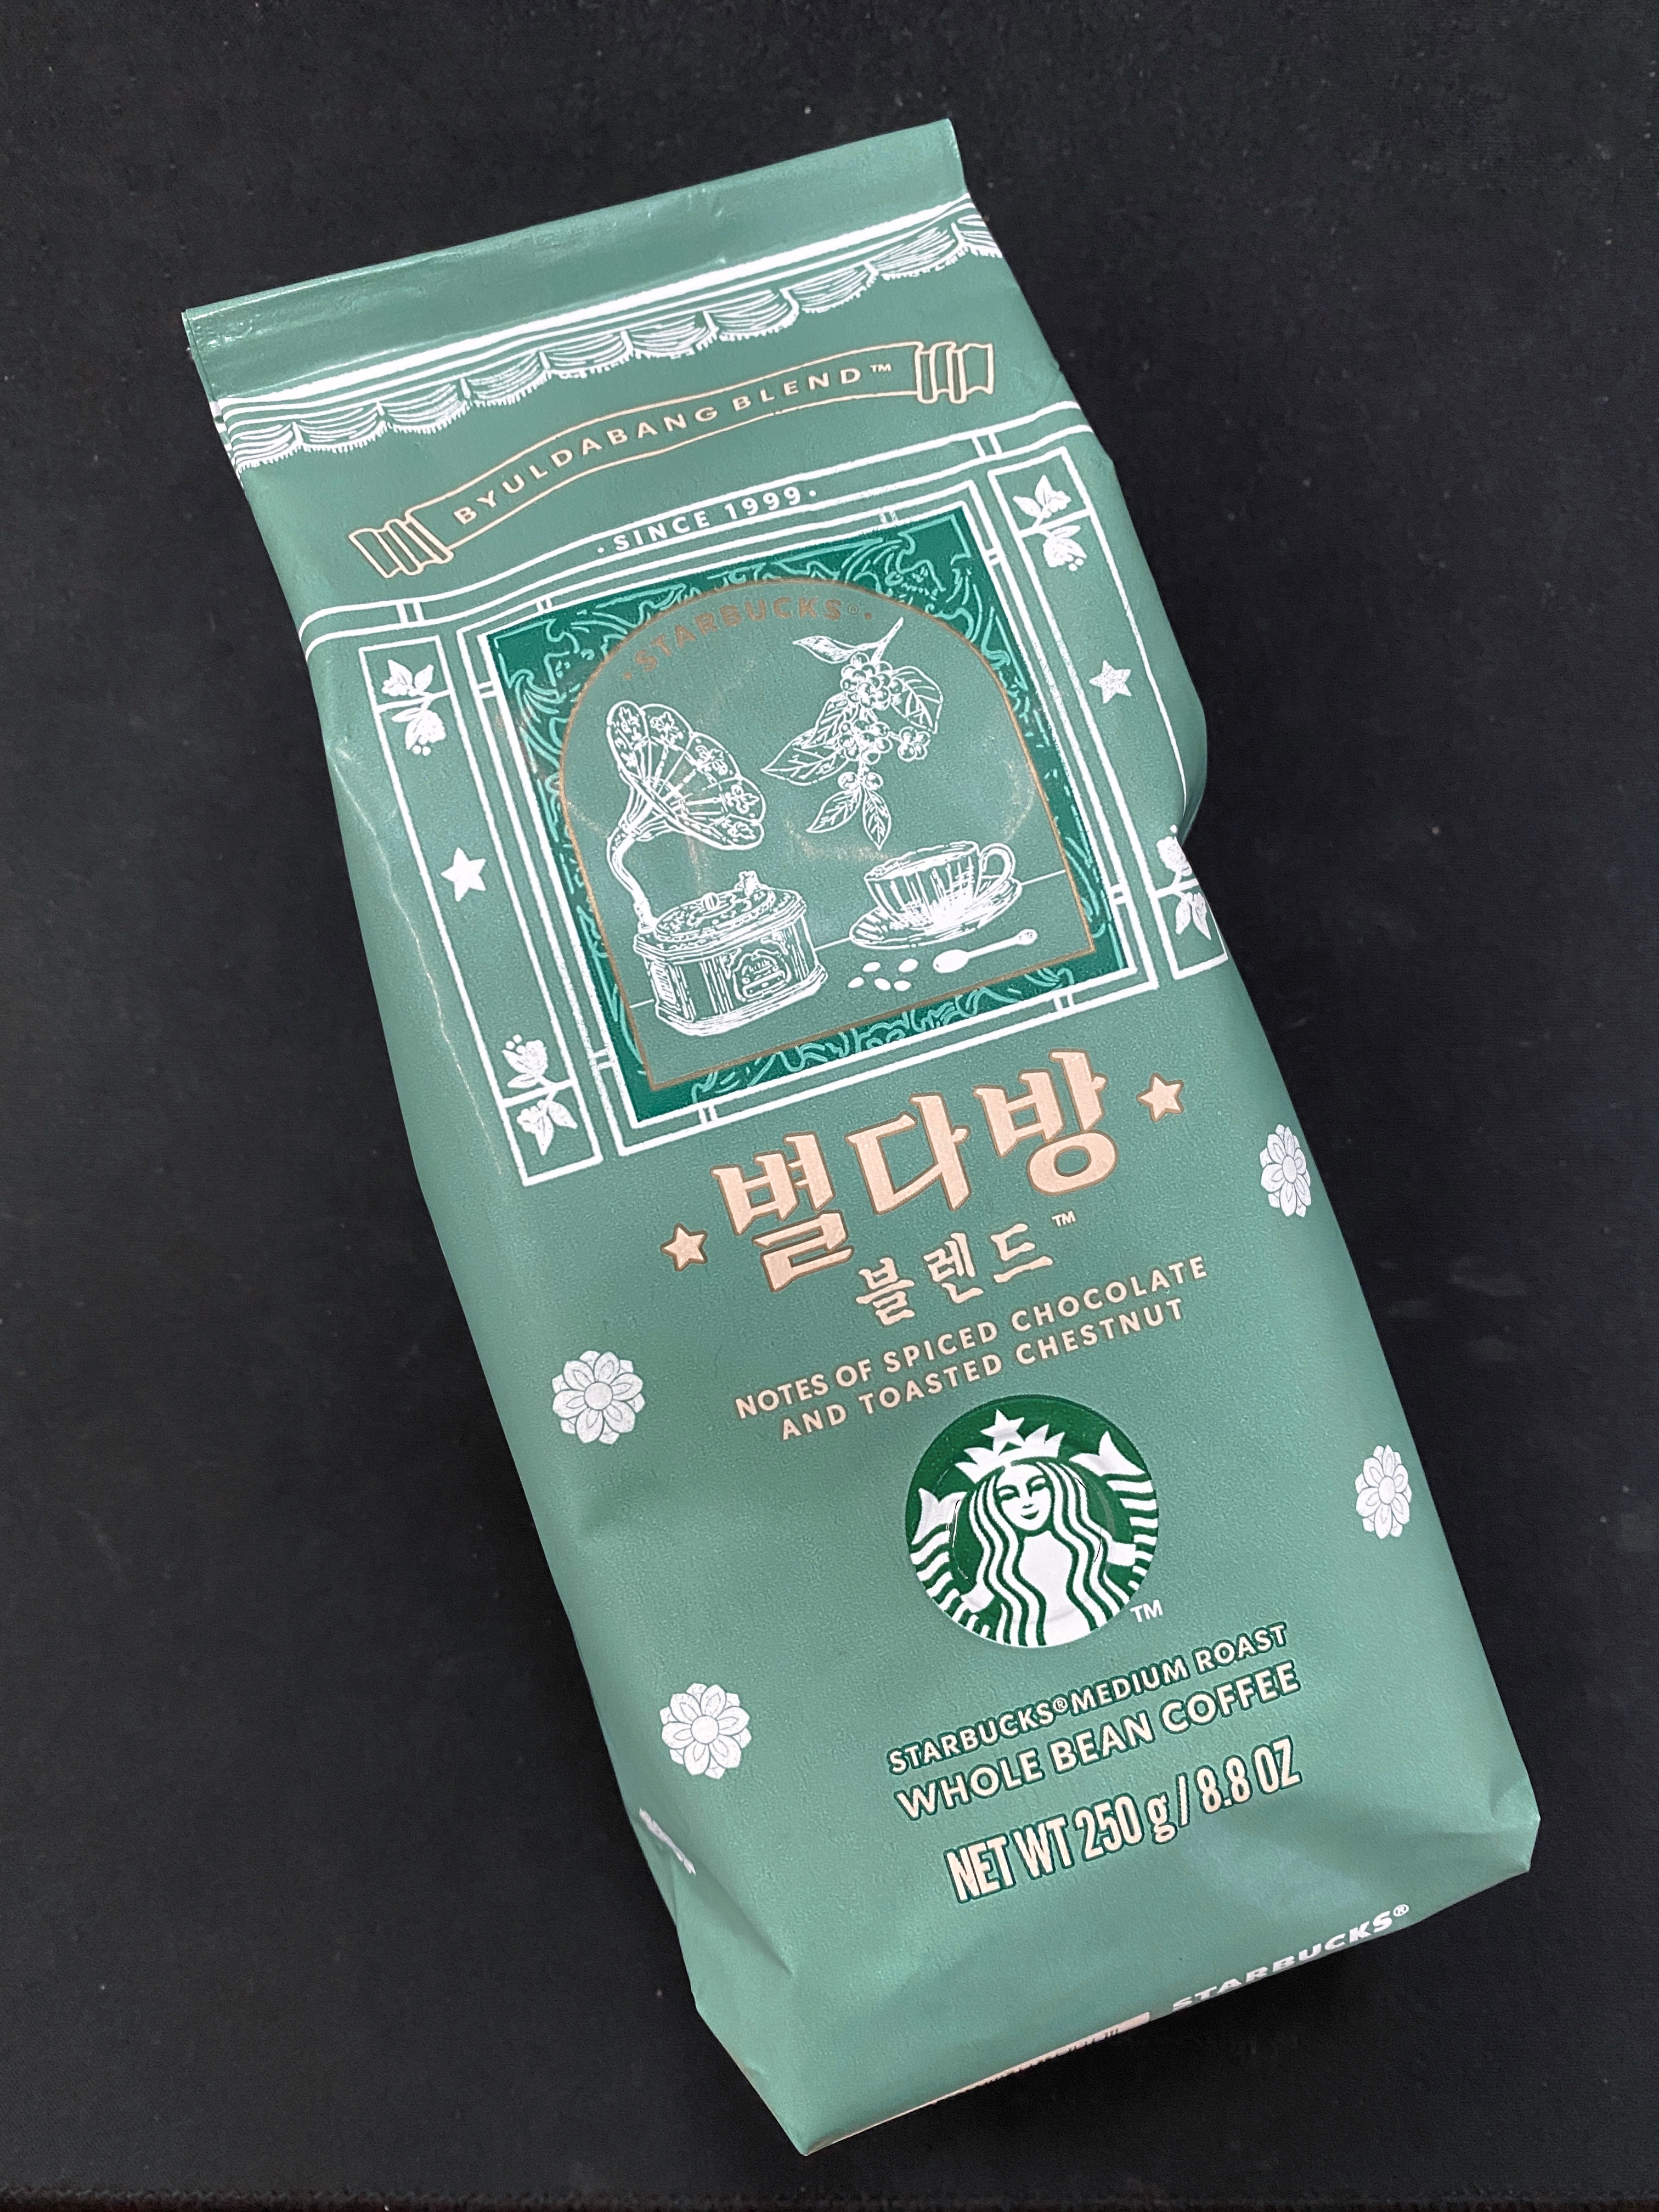 BYULDABANG BLEND™
·SINCE 1999·
·STARBUCKS®·
별다방
블렌드™
NOTES OF SPICED CHOCOLATE
AND TOASTED CHESTNUT
TM
STARBUCKS® MEDIUM ROAST
WHOLE BEAN COFFEE
NET WT 250 g / 8.8 OZ
STARBUCKS®